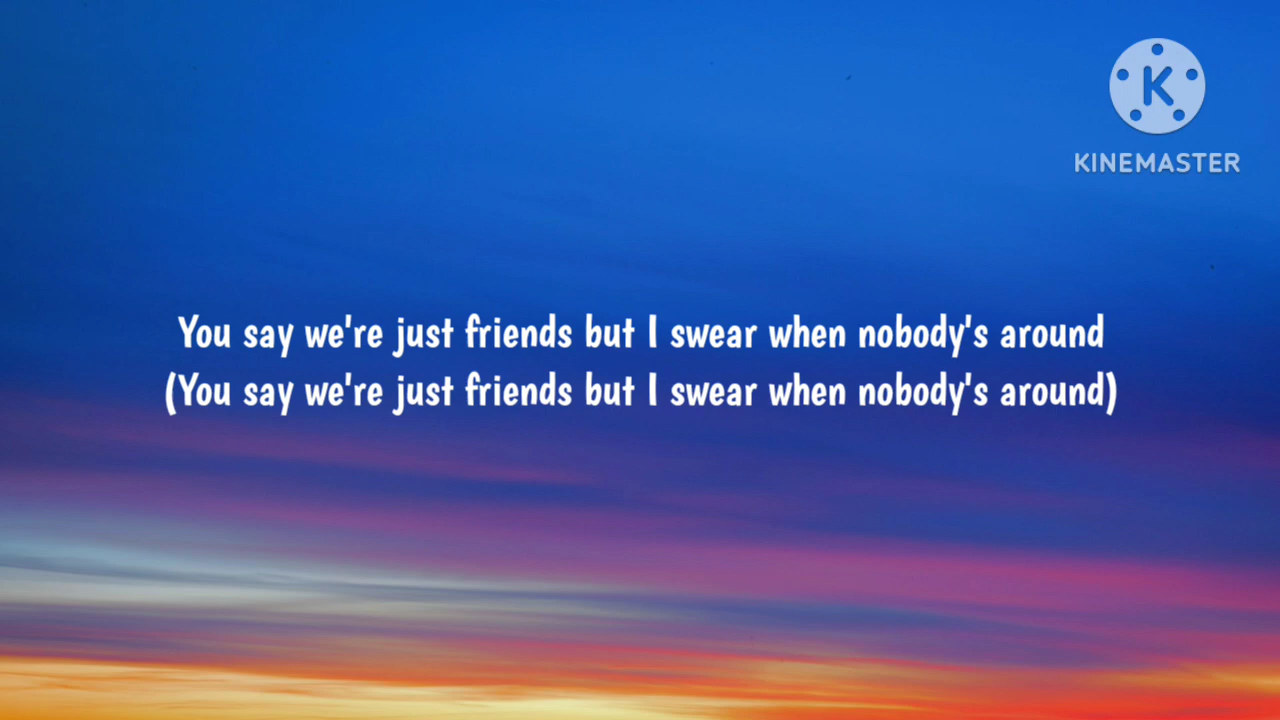 K
KINEMASTER
You say we're just friends but I swear when nobody's around
(You say we're just friends but I swear when nobody's around)